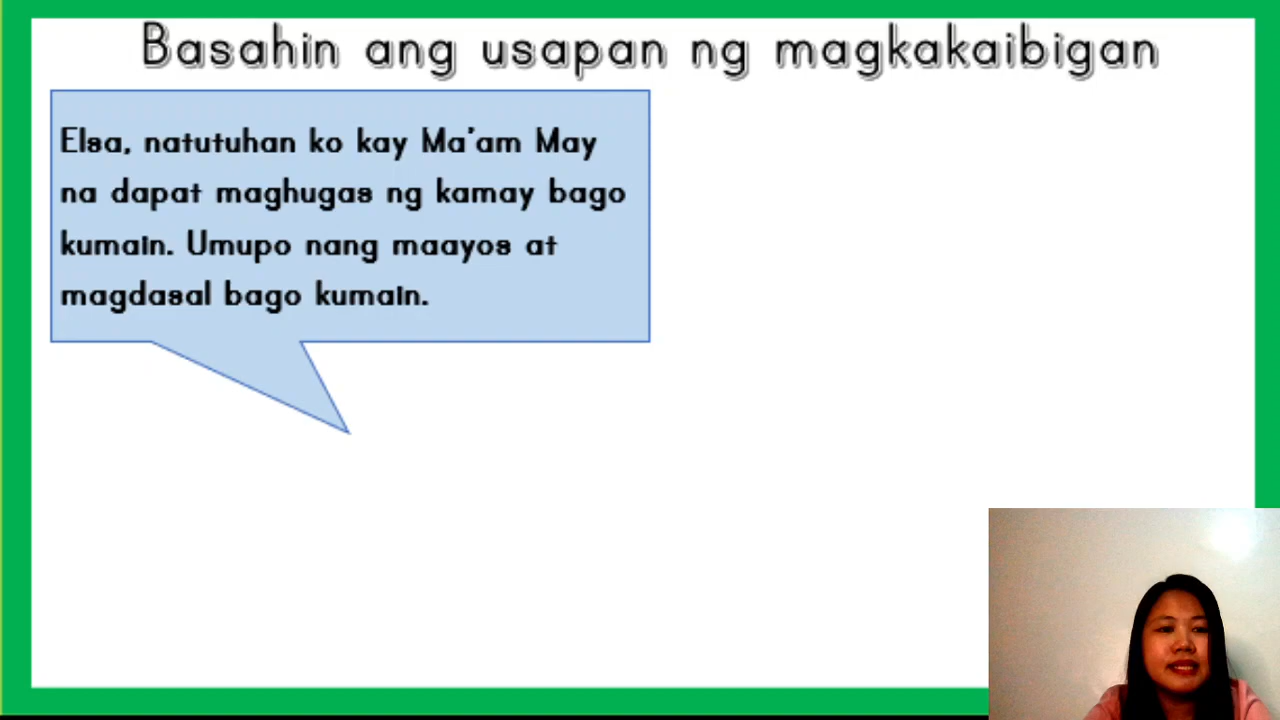 Basahin ang usapan ng magkakaibigan
Elsa, natutuhan ko kay Ma'am May
na dapat maghugas ng kamay bago
kumain. Umupo nang maayos at
magdasal bago kumain.